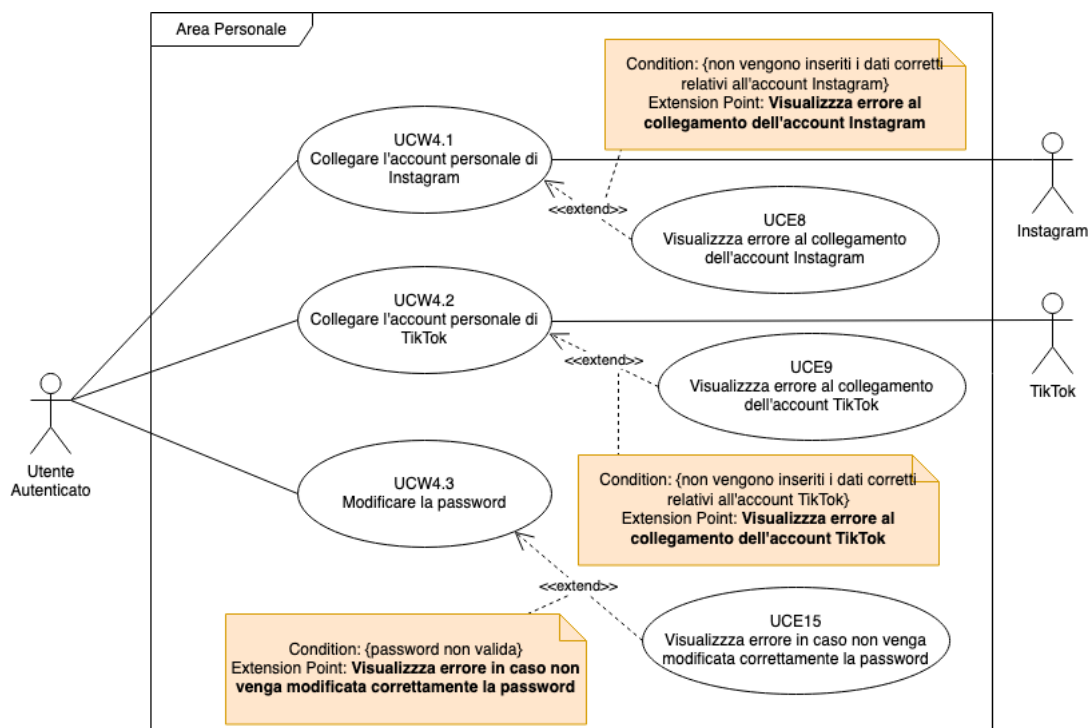 Area Personale
Condition: {non vengono inseriti i dati corretti
relativi all'account Instagram}
Extension Point: Visualizzza errore al
collegamento dell'account Instagram
UCW4.1
Collegare l'account personale di
Instagram
<<extend>>
UCE8
Visualizzza errore al collegamento
dell'account Instagram
Instagram
UCW4.2
Collegare l'account personale di
TikTok
<<extend>>
UCE9
Visualizzza errore al collegamento
dell'account TikTok
TikTok
Utente
Autenticato
UCW4.3
Modificare la password
Condition: {non vengono inseriti i dati corretti
relativi all'account TikTok}
Extension Point: Visualizzza errore al
collegamento dell'account TikTok
<<extend>>
UCE15
Visualizzza errore in caso non venga
modificata correttamente la password
Condition: {password non valida}
Extension Point: Visualizzza errore in caso non
venga modificata correttamente la password